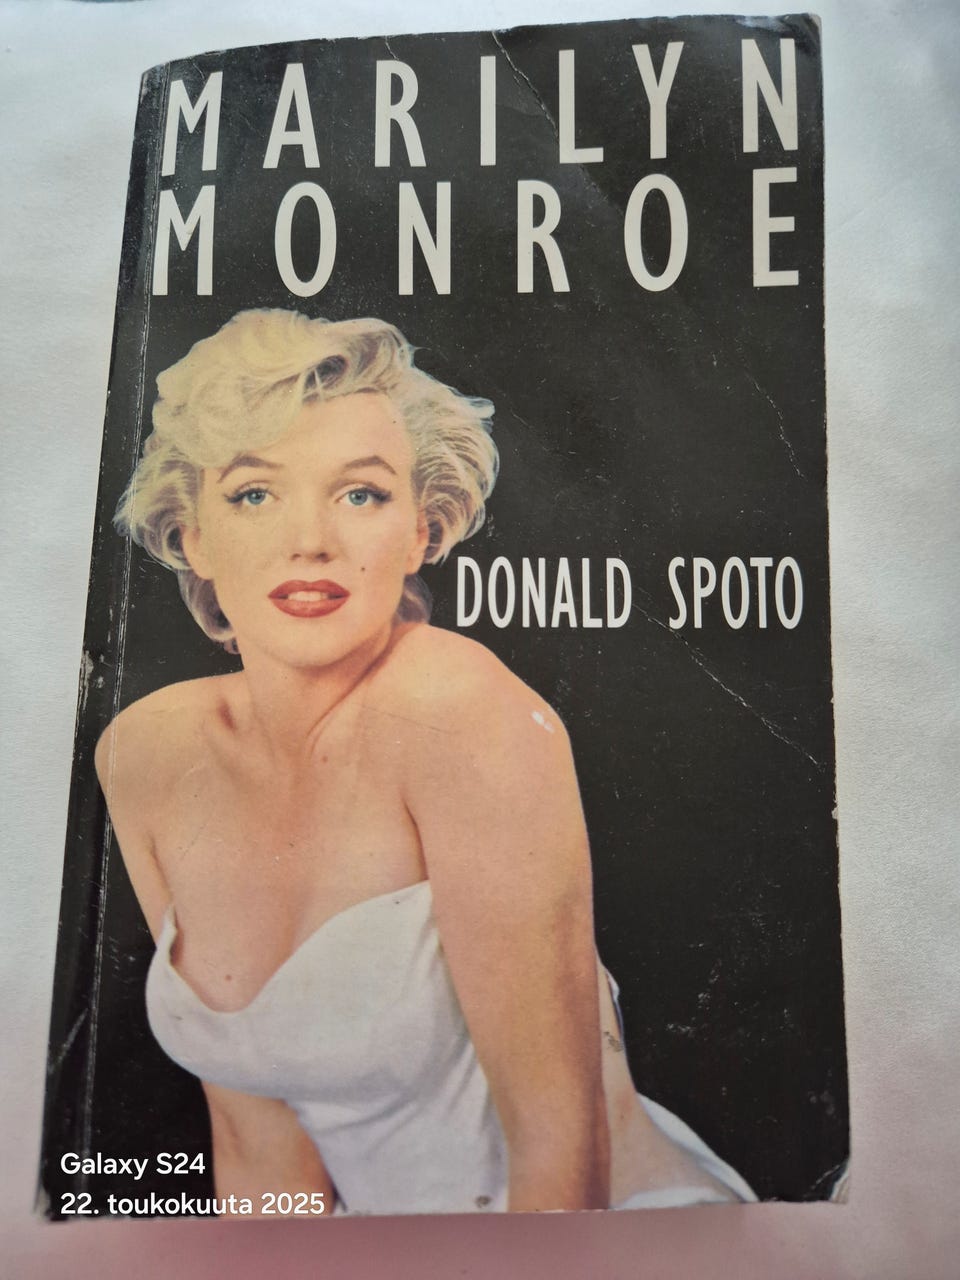 MARILYN
MONROE
DONALD SPOTO
Galaxy S24
22. toukokuuta 2025